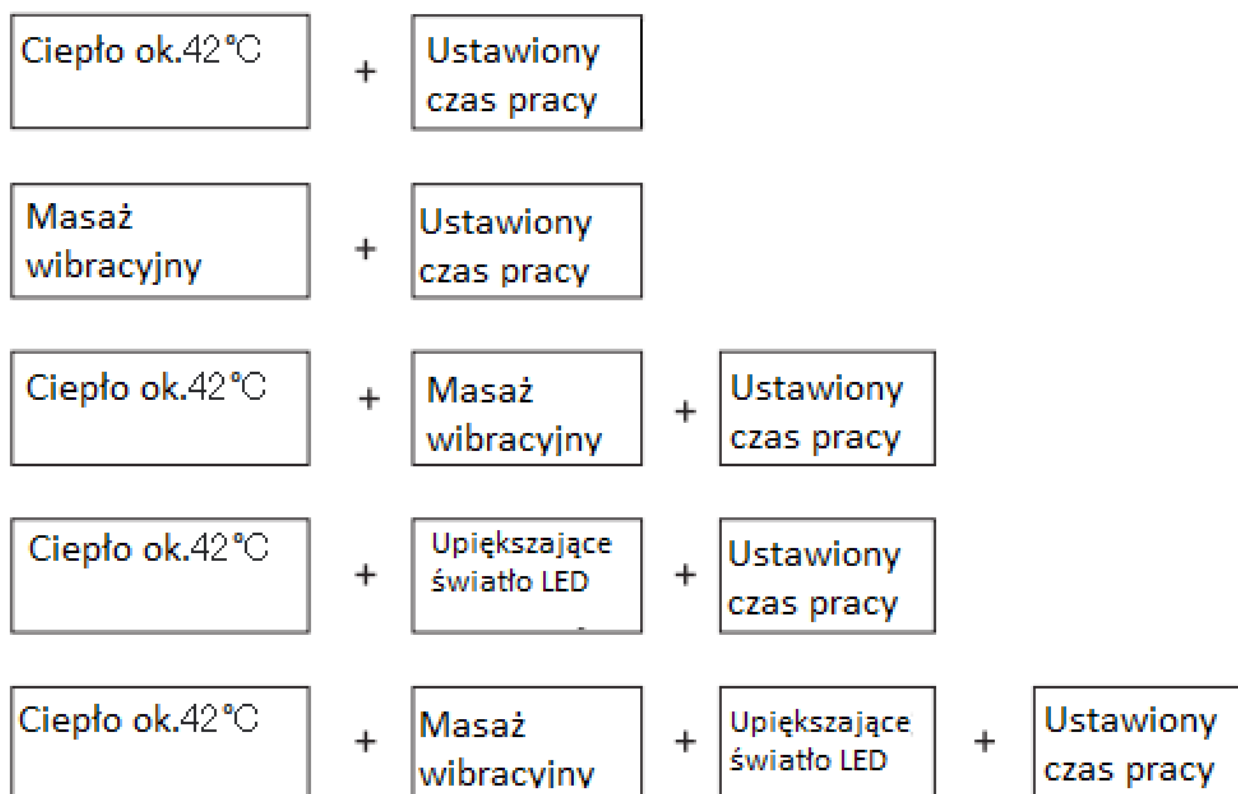 Ciepło ok.42℃ + Ustawiony
czas pracy
Masaż
wibracyjny + Ustawiony
czas pracy
Ciepło ok.42℃ + Masaż
wibracyjny + Ustawiony
czas pracy
Ciepło ok.42℃ + Upiększające
światło LED + Ustawiony
czas pracy
Ciepło ok.42℃ + Masaż
wibracyjny + Upiększające
światło LED + Ustawiony
czas pracy